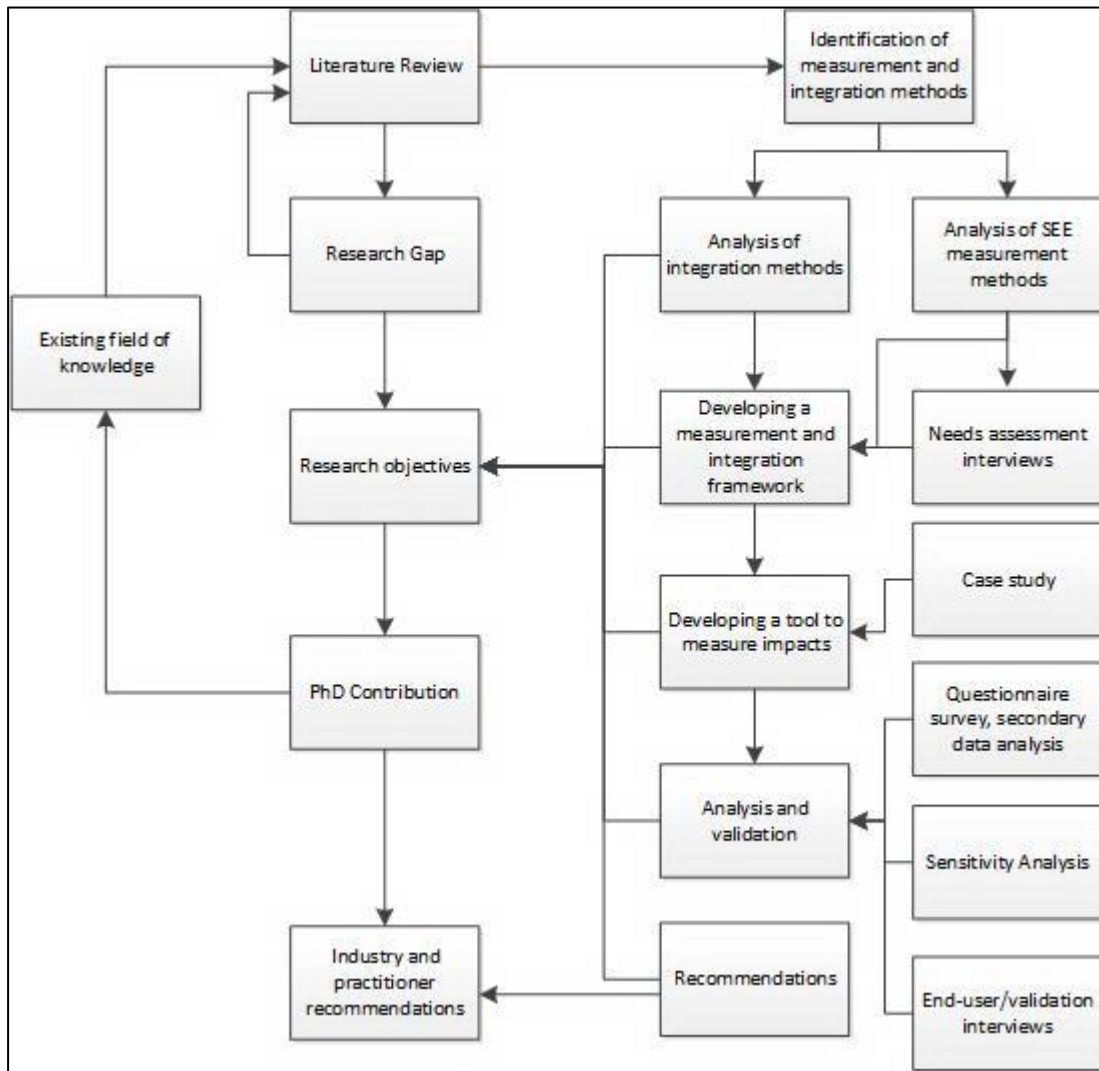 Literature Review
Identification of
measurement and
integration methods
Research Gap
Analysis of
integration methods
Analysis of SEE
measurement
methods
Existing field of
knowledge
Research objectives
Developing a
measurement and
integration
framework
Needs assessment
interviews
Case study
Developing a tool to
measure impacts
PhD Contribution
Questionnaire
survey, secondary
data analysis
Analysis and
validation
Sensitivity Analysis
Industry and
practitioner
recommendations
Recommendations
End-user/validation
interviews